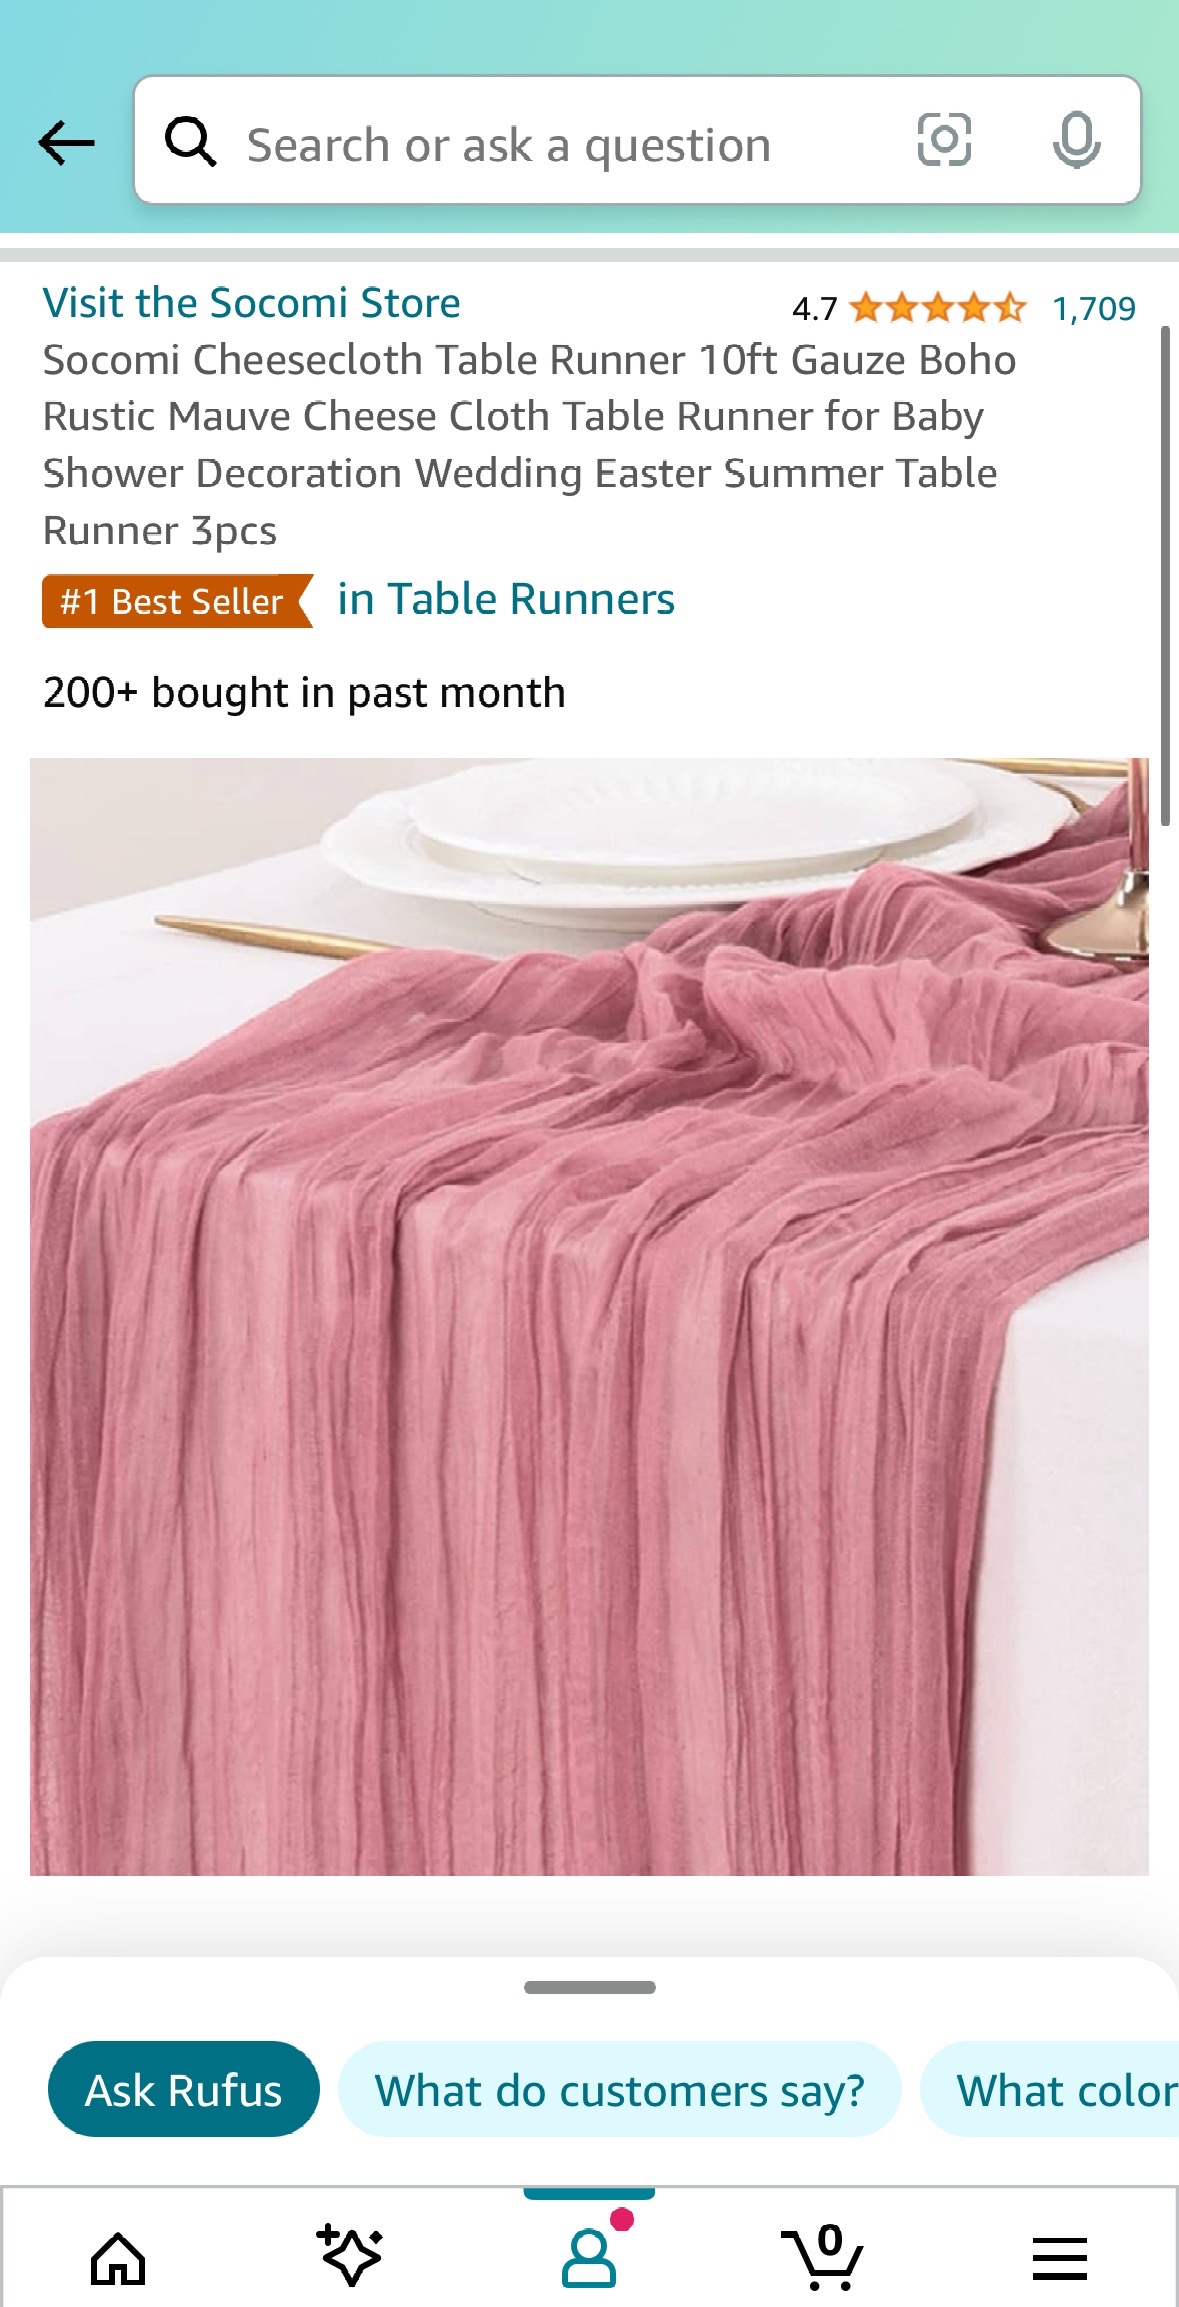 Search or ask a question
Visit the Socomi Store
4.7 1,709
Socomi Cheesecloth Table Runner 10ft Gauze Boho
Rustic Mauve Cheese Cloth Table Runner for Baby
Shower Decoration Wedding Easter Summer Table
Runner 3pcs
#1 Best Seller in Table Runners
200+ bought in past month
Ask Rufus What do customers say? What color
0